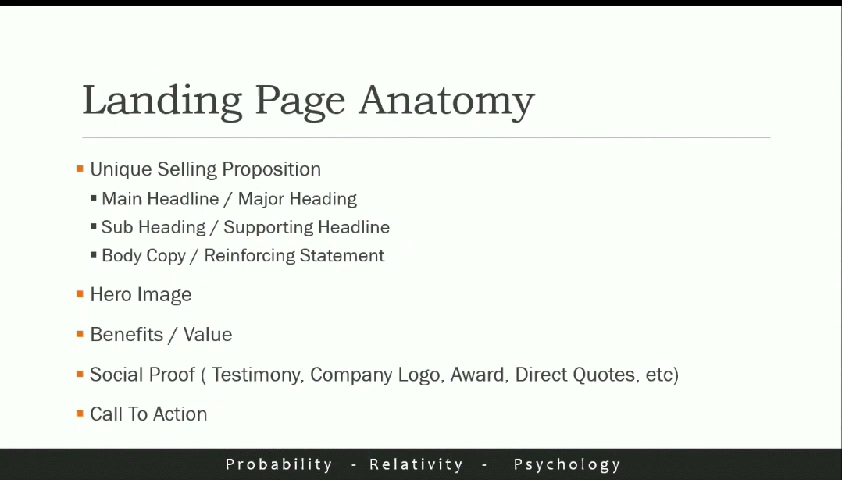 Landing Page Anatomy
Unique Selling Proposition
Main Headline / Major Heading
Sub Heading / Supporting Headline
Body Copy / Reinforcing Statement
Hero Image
Benefits / Value
Social Proof ( Testimony, Company Logo, Award, Direct Quotes, etc)
Call To Action
Probability - Relativity - Psychology